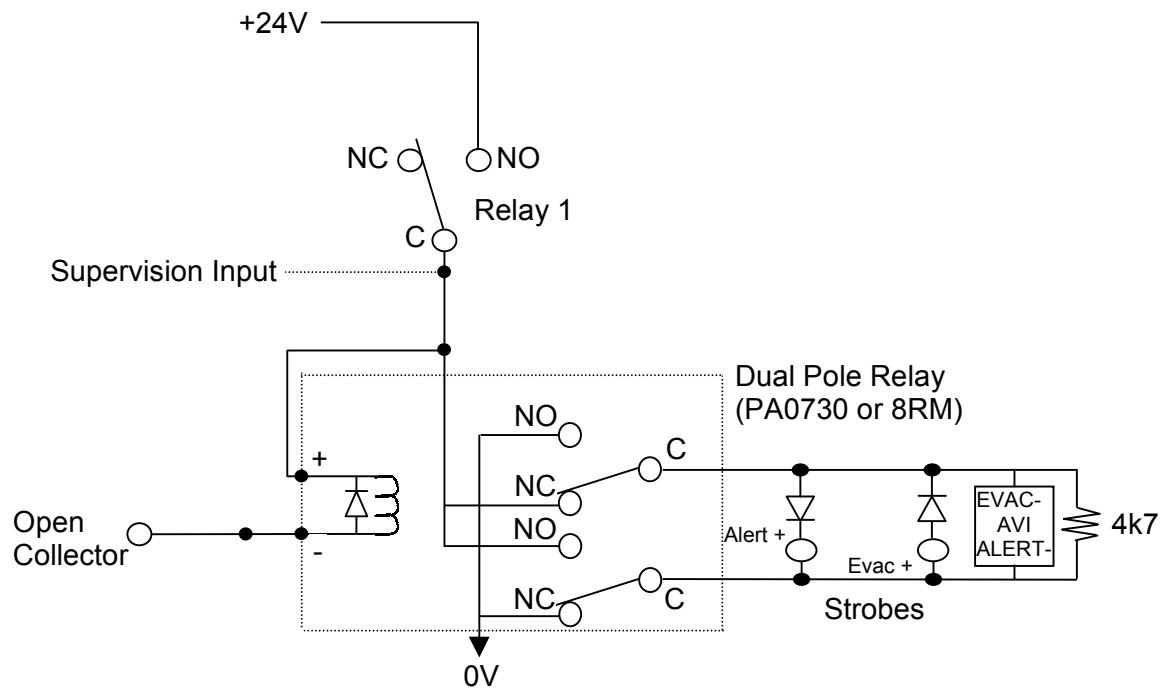 +24V
NC
NO
Relay 1
C
Supervision Input
Dual Pole Relay
(PA0730 or 8RM)
NO
C
+
NC
EVAC-
AVI
ALERT-
4k7
Open
Collector
-
NO
Alert +
Evac +
NC
C
Strobes
0V